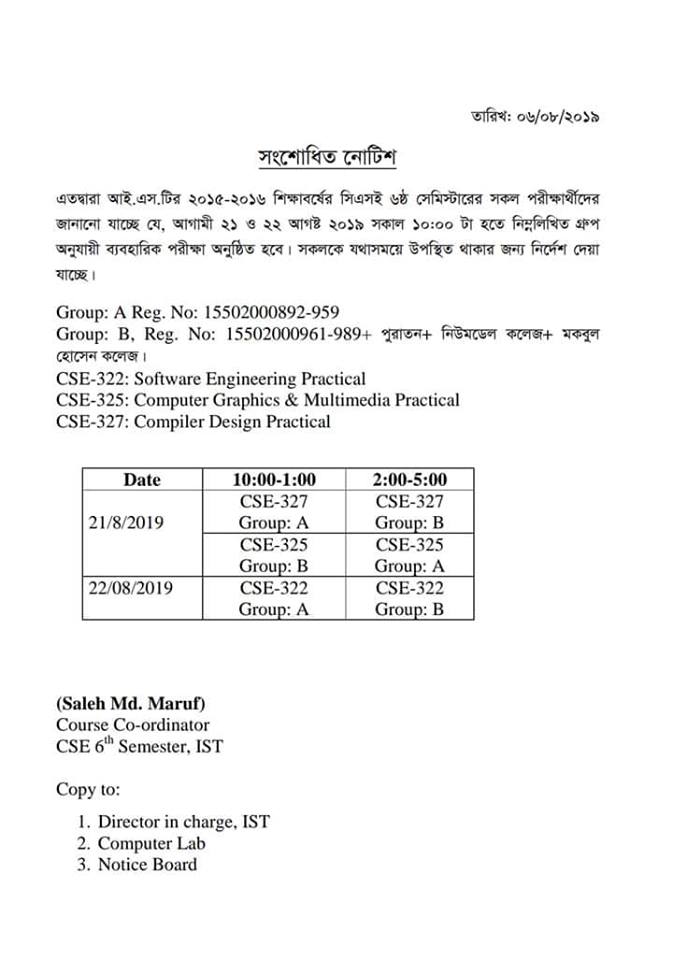 তারিখ: ০৬/০৮/২০১৯
সংশোধিত নোটিশ
এতদ্বারা আই.এস.টির ২০১৫-২০১৬ শিক্ষাবর্ষের সিএসই ৬ষ্ঠ সেমিস্টারের সকল পরীক্ষার্থীদের
জানানো যাচ্ছে যে, আগামী ২১ ও ২২ আগষ্ট ২০১৯ সকাল ১০:০০ টা হতে নিম্নলিখিত গ্রুপ
অনুযায়ী ব্যবহারিক পরীক্ষা অনুষ্ঠিত হবে। সকলকে যথাসময়ে উপস্থিত থাকার জন্য নির্দেশ দেয়া
যাচ্ছে।
Group: A Reg. No: 15502000892-959
Group: B, Reg. No: 15502000961-989+ পুরাতন+ নিউমডেল কলেজ+ মকবুল
হোসেন কলেজ।
CSE-322: Software Engineering Practical
CSE-325: Computer Graphics & Multimedia Practical
CSE-327: Compiler Design Practical
Date 10:00-1:00 2:00-5:00
CSE-327 CSE-327
21/8/2019 Group: A Group: B
CSE-325 CSE-325
Group: B Group: A
22/08/2019 CSE-322 CSE-322
Group: A Group: B
(Saleh Md. Maruf)
Course Co-ordinator
CSE 6th Semester, IST
Copy to:
1. Director in charge, IST
2. Computer Lab
3. Notice Board